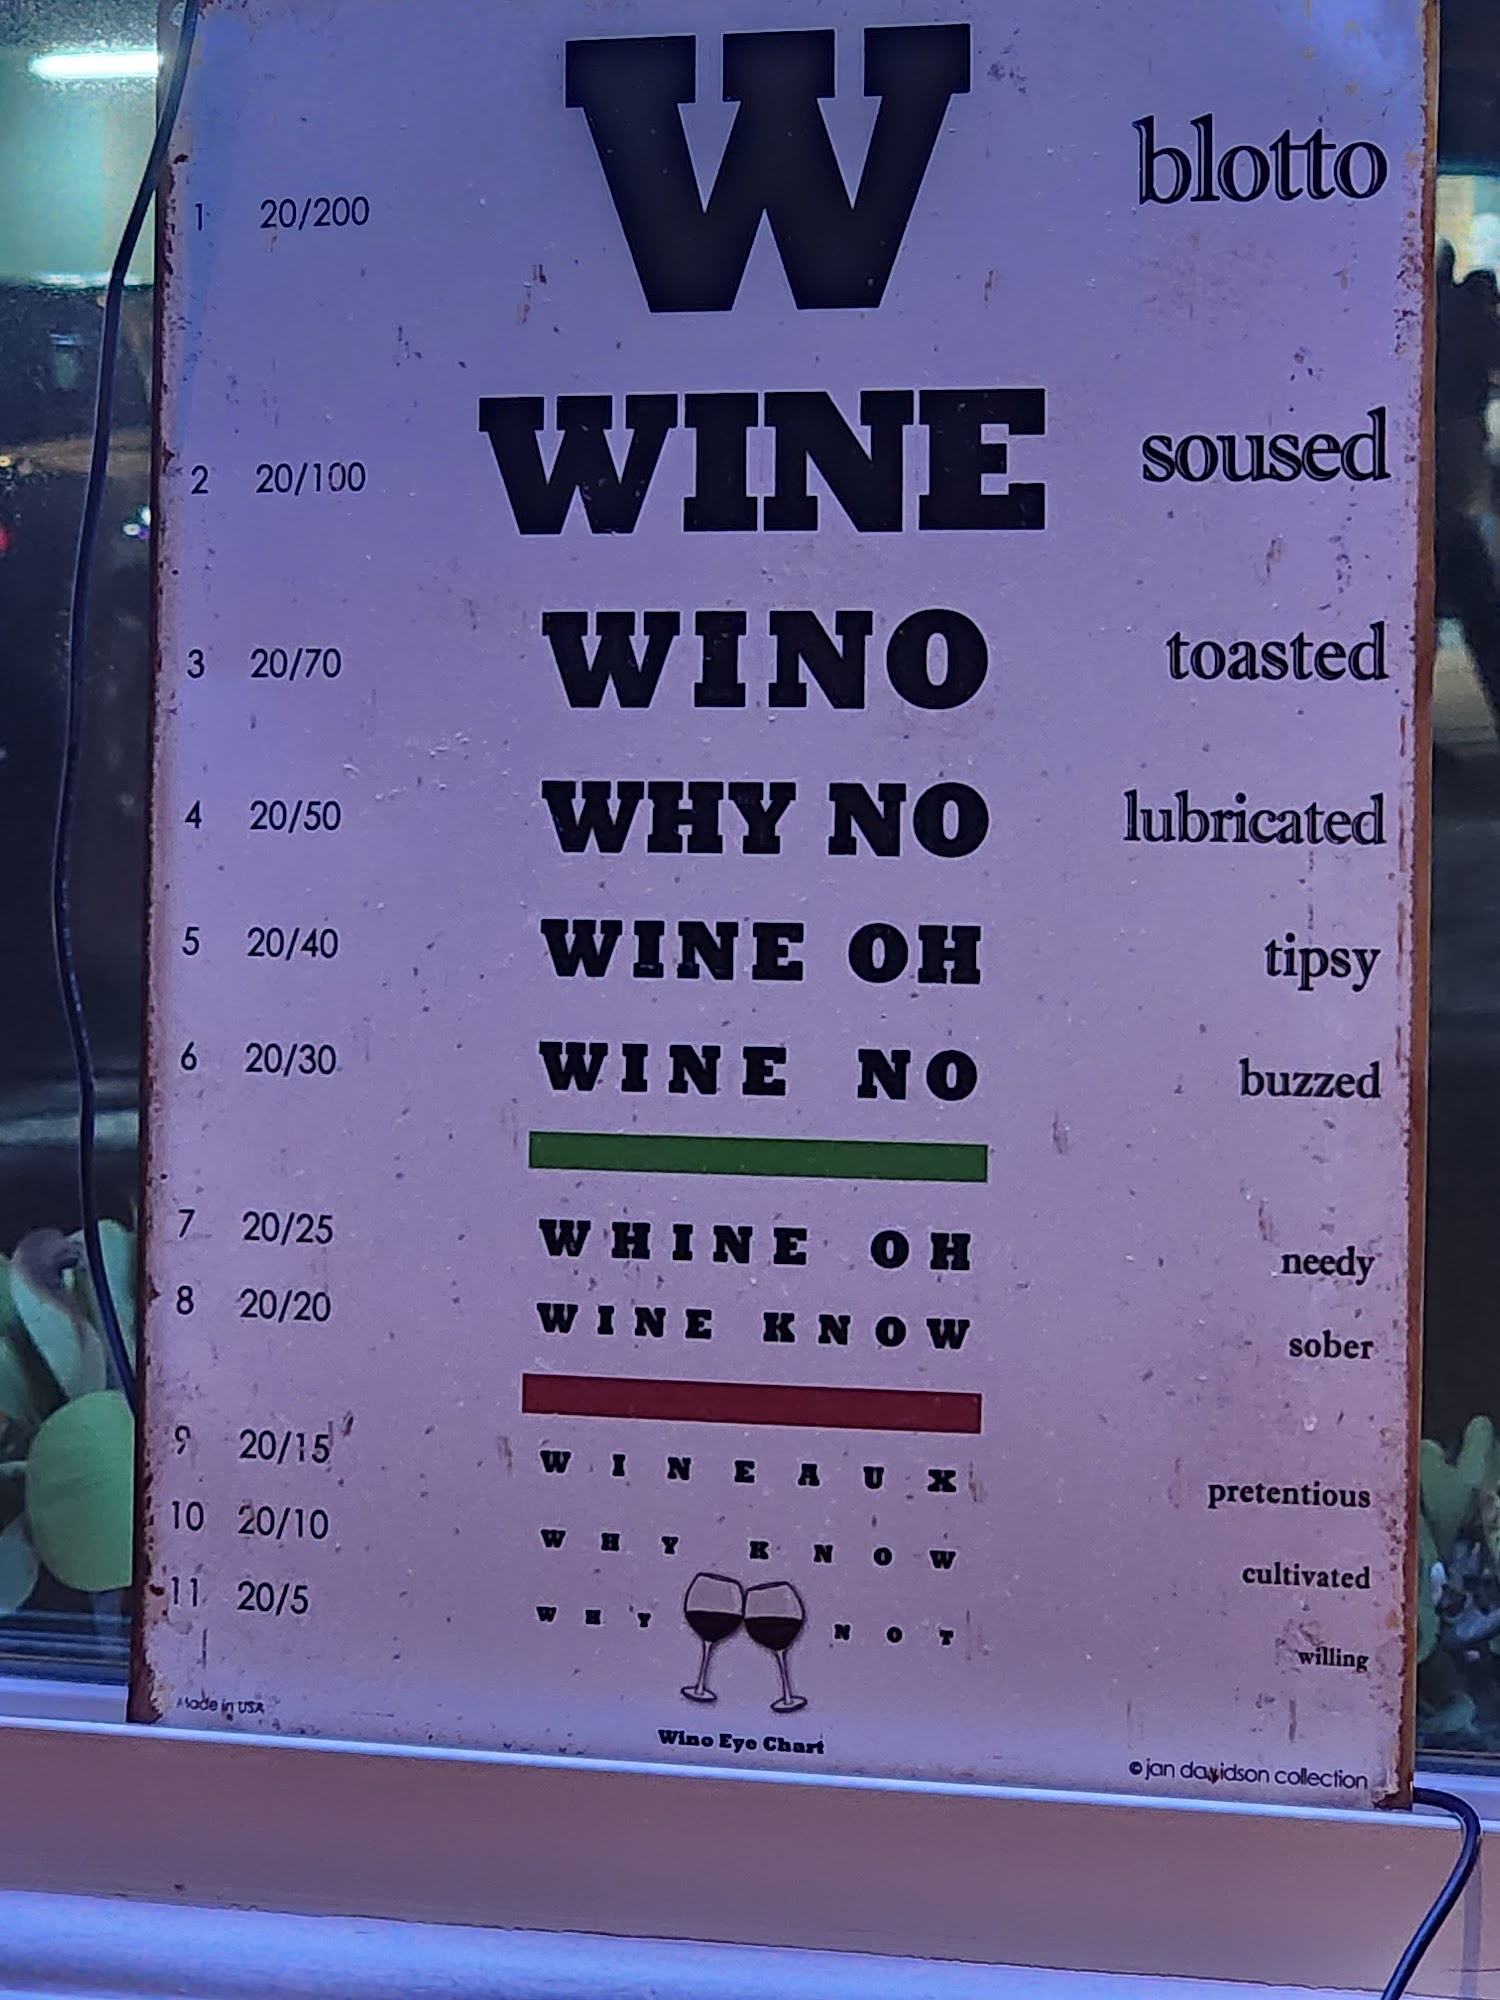 1 20/200 W blotto
2 20/100 WINE soused
3 20/70 WINO toasted
4 20/50 WHY NO lubricated
5 20/40 WINE OH tipsy
6 20/30 WINE NO buzzed
7 20/25 WHINE OH needy
8 20/20 WINE KNOW sober
9 20/15 WINEAUX pretentious
10 20/10 WHY KNOW cultivated
11 20/5 WHY NOT willing
Made in USA
Wino Eye Chart
©jan davidson collection